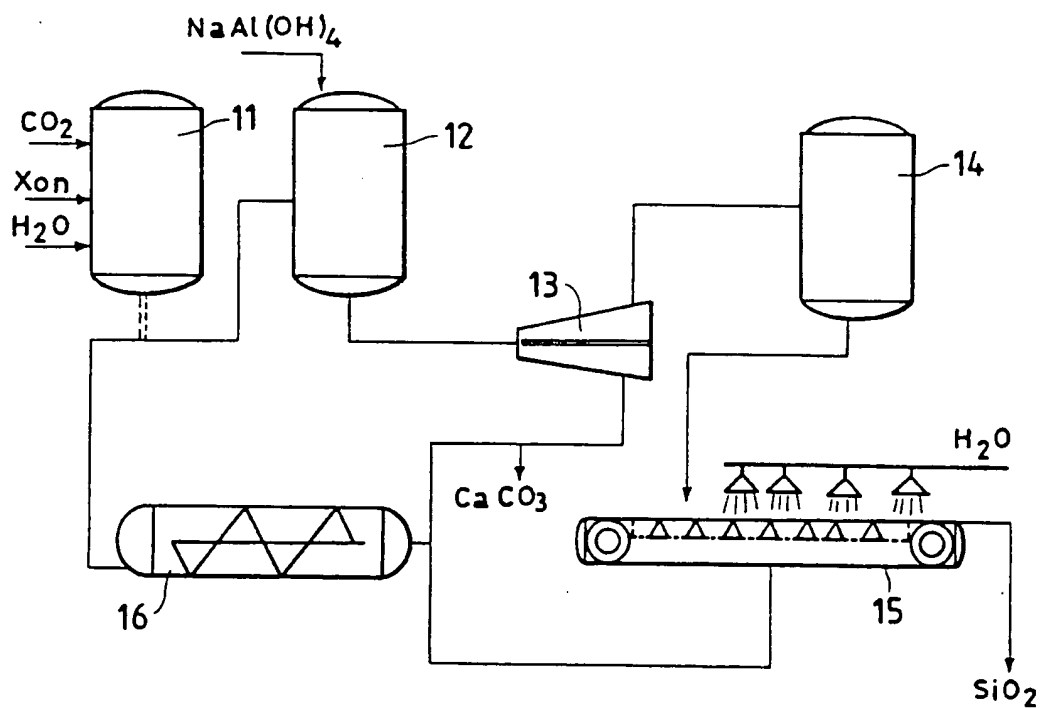 NaAl(OH)₄
11
CO₂
12
14
Xon
H₂O
13
H₂O
CaCO₃
16
15
SiO₂